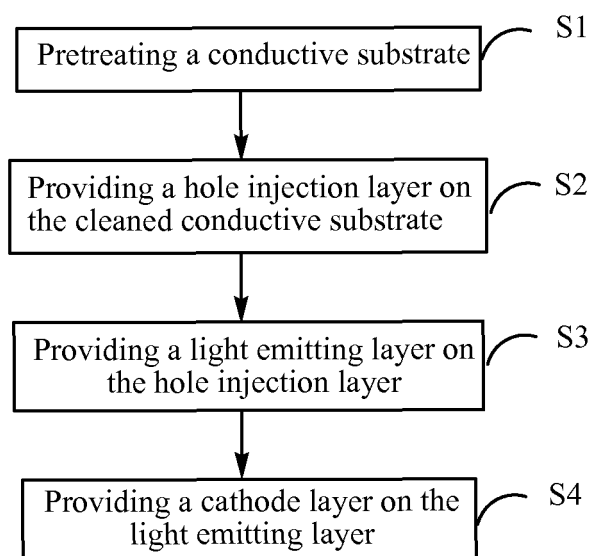 S1
Pretreating a conductive substrate
Providing a hole injection layer on
the cleaned conductive substrate
S2
Providing a light emitting layer on
the hole injection layer
S3
Providing a cathode layer on the
light emitting layer
S4